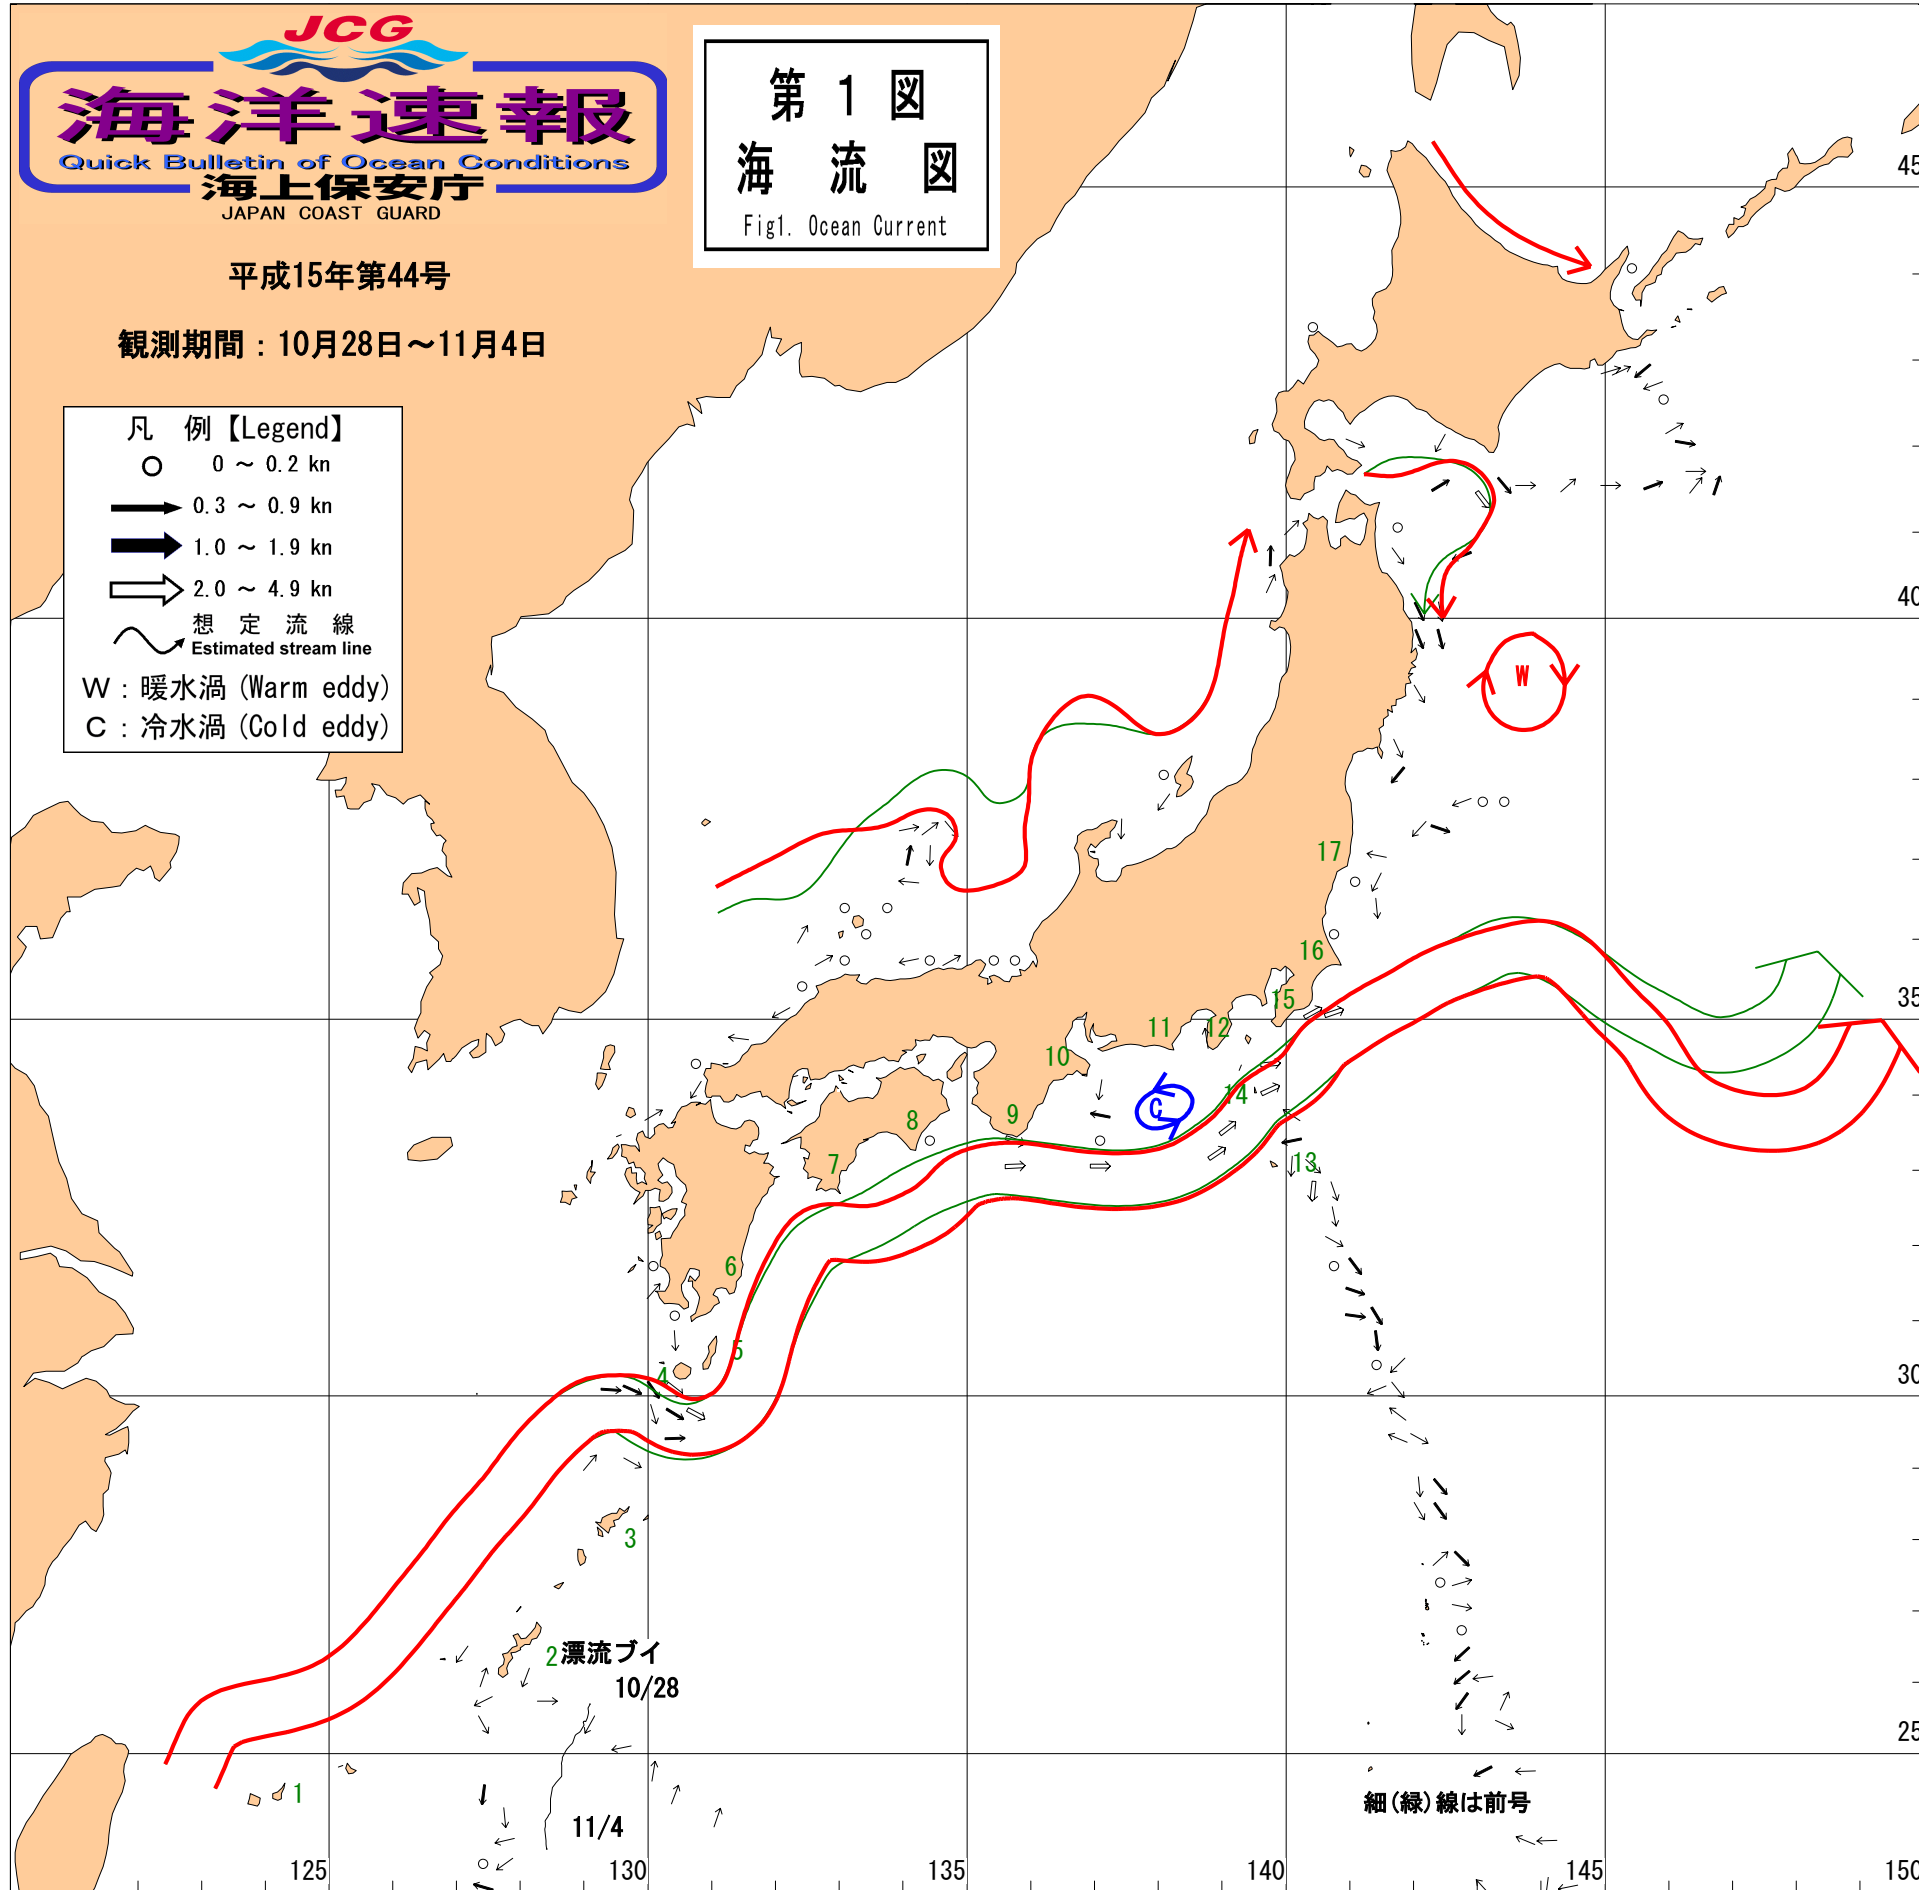 JCG
海洋速報
Quick Bulletin of Ocean Conditions
海上保安庁
JAPAN COAST GUARD
平成15年第44号
観測期間：10月28日～11月4日
第 1 図
海 流 図
Fig1. Ocean Current
凡 例【Legend】
0 ～ 0.2 kn
0.3 ～ 0.9 kn
1.0 ～ 1.9 kn
2.0 ～ 4.9 kn
想 定 流 線
Estimated stream line
W：暖水渦(Warm eddy)
C：冷水渦(Cold eddy)
45
40
W
17
16
35
15
14
13
12
11
10
C
9
8
7
6
5
4
30
3
2
漂流ブイ
10/28
25
1
11/4
細(緑)線は前号
125
130
135
140
145
150